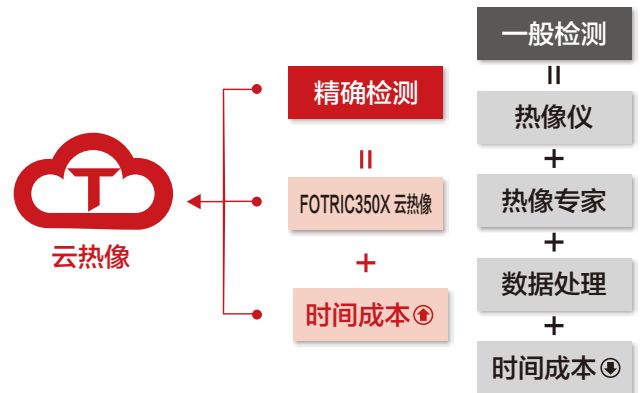 云热像
精确检测
=
FOTRIC350X 云热像
+
时间成本
一般检测
=
热像仪
+
热像专家
+
数据处理
+
时间成本